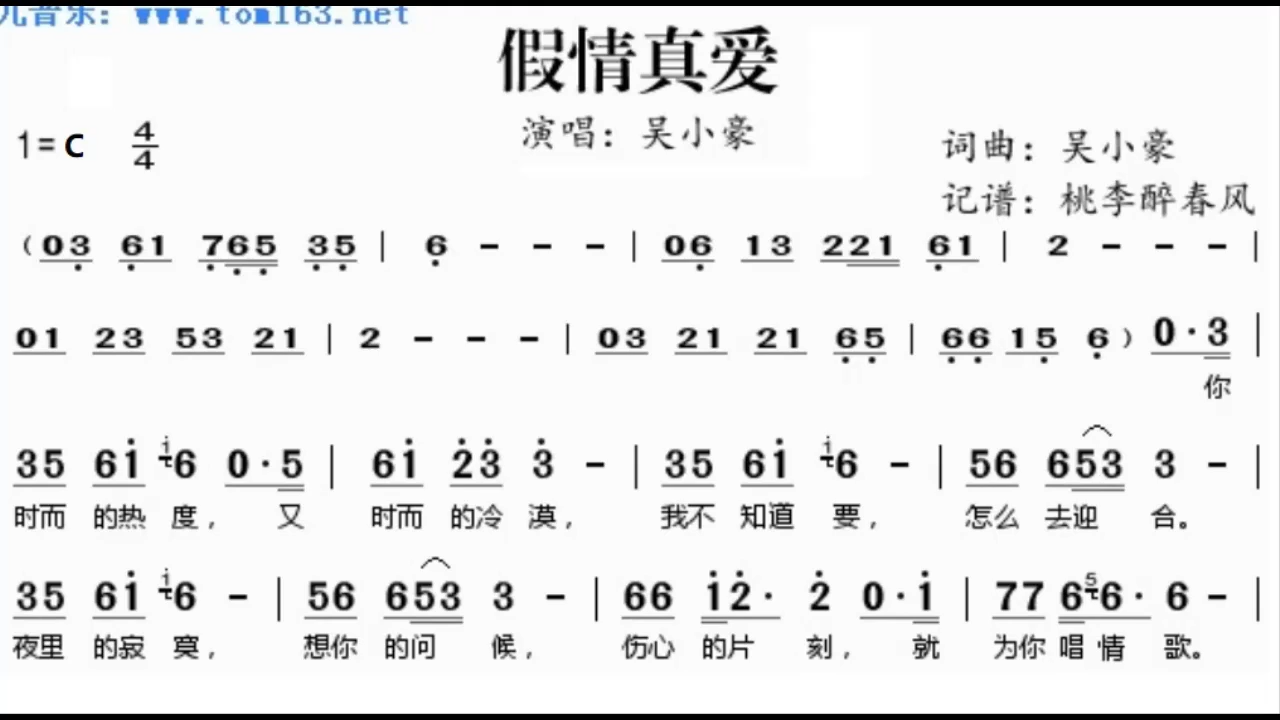 儿音乐：www.tom163.net
假情真爱
演唱：吴小豪
1=C 4/4
词曲：吴小豪
记谱：桃李醉春风
（03 61 765 35 | 6 - - - | 06 13 221 61 | 2 - - - |
01 23 53 21 | 2 - - - | 03 21 21 65 | 66 15 6）0·3 |
你
35 61 i6 0·5 | 61 23 3 - | 35 61 i6 - | 56 653 3 - |
时而 的热 度， 又 时而 的冷 漠， 我不 知道 要， 怎么 去迎 合。
35 61 i6 - | 56 653 3 - | 66 12· 2 0·1 | 77 656· 6 - |
夜里 的寂 寞， 想你 的问 候， 伤心 的片 刻， 就 为你 唱 情 歌。